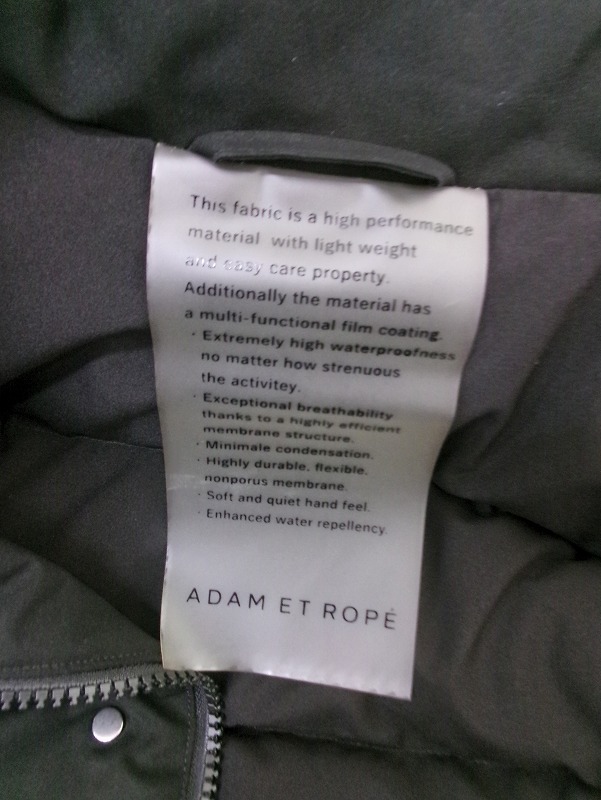 This fabric is a high performance
material with light weight
and easy care property.
Additionally the material has
a multi-functional film coating.
· Extremely high waterproofness
no matter how strenuous
the activitey.
· Exceptional breathability
thanks to a highly efficient
membrane structure.
· Minimale condensation.
· Highly durable, flexible,
nonporus membrane.
· Soft and quiet hand feel.
· Enhanced water repellency.
ADAM ET ROPÉ